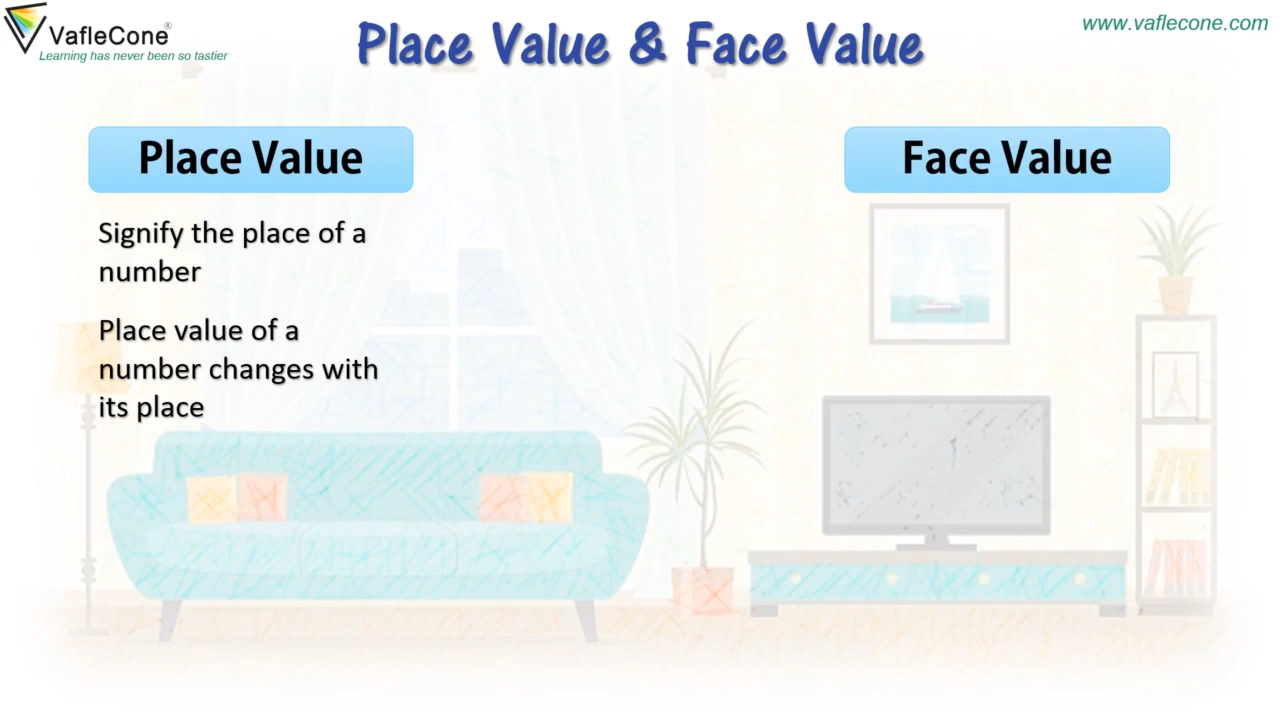 VafleCone®
Learning has never been so tastier
Place Value & Face Value
www.vaflecone.com
Place Value
Signify the place of a
number
Place value of a
number changes with
its place
Face Value